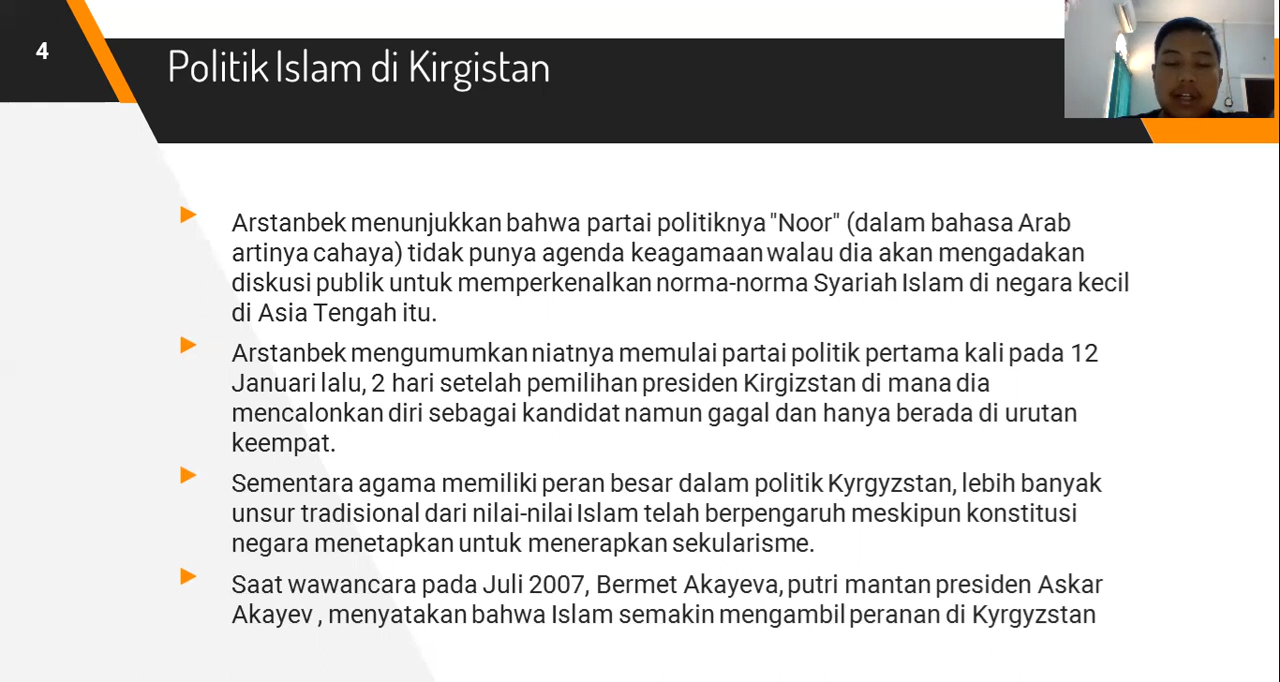 4
Politik Islam di Kirgistan
Arstanbek menunjukkan bahwa partai politiknya "Noor" (dalam bahasa Arab
artinya cahaya) tidak punya agenda keagamaan walau dia akan mengadakan
diskusi publik untuk memperkenalkan norma-norma Syariah Islam di negara kecil
di Asia Tengah itu.
Arstanbek mengumumkan niatnya memulai partai politik pertama kali pada 12
Januari lalu, 2 hari setelah pemilihan presiden Kirgizstan di mana dia
mencalonkan diri sebagai kandidat namun gagal dan hanya berada di urutan
keempat.
Sementara agama memiliki peran besar dalam politik Kyrgyzstan, lebih banyak
unsur tradisional dari nilai-nilai Islam telah berpengaruh meskipun konstitusi
negara menetapkan untuk menerapkan sekularisme.
Saat wawancara pada Juli 2007, Bermet Akayeva, putri mantan presiden Askar
Akayev , menyatakan bahwa Islam semakin mengambil peranan di Kyrgyzstan